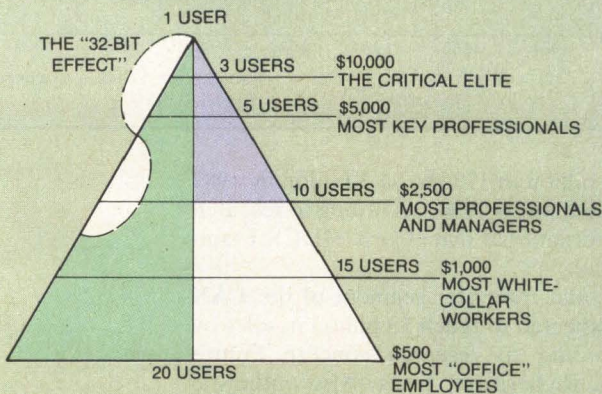 1 USER
THE "32-BIT
EFFECT"
3 USERS
$10,000
THE CRITICAL ELITE
5 USERS
$5,000
MOST KEY PROFESSIONALS
10 USERS
$2,500
MOST PROFESSIONALS
AND MANAGERS
15 USERS
$1,000
MOST WHITE-
COLLAR
WORKERS
20 USERS
$500
MOST "OFFICE"
EMPLOYEES